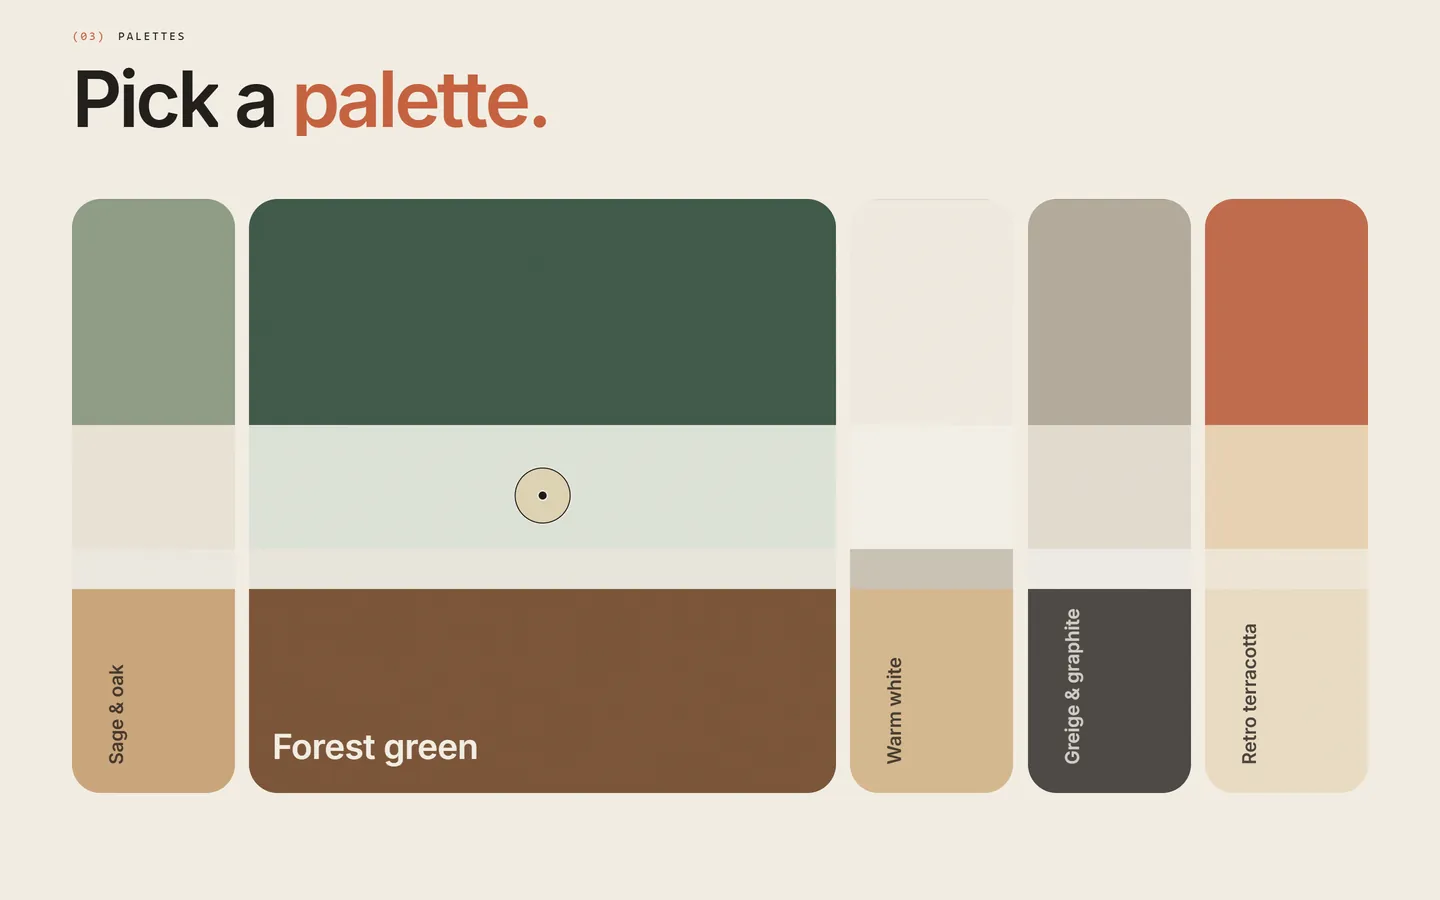 (03) PALETTES
Pick a palette.
Sage & oak
Forest green
Warm white
Greige & graphite
Retro terracotta